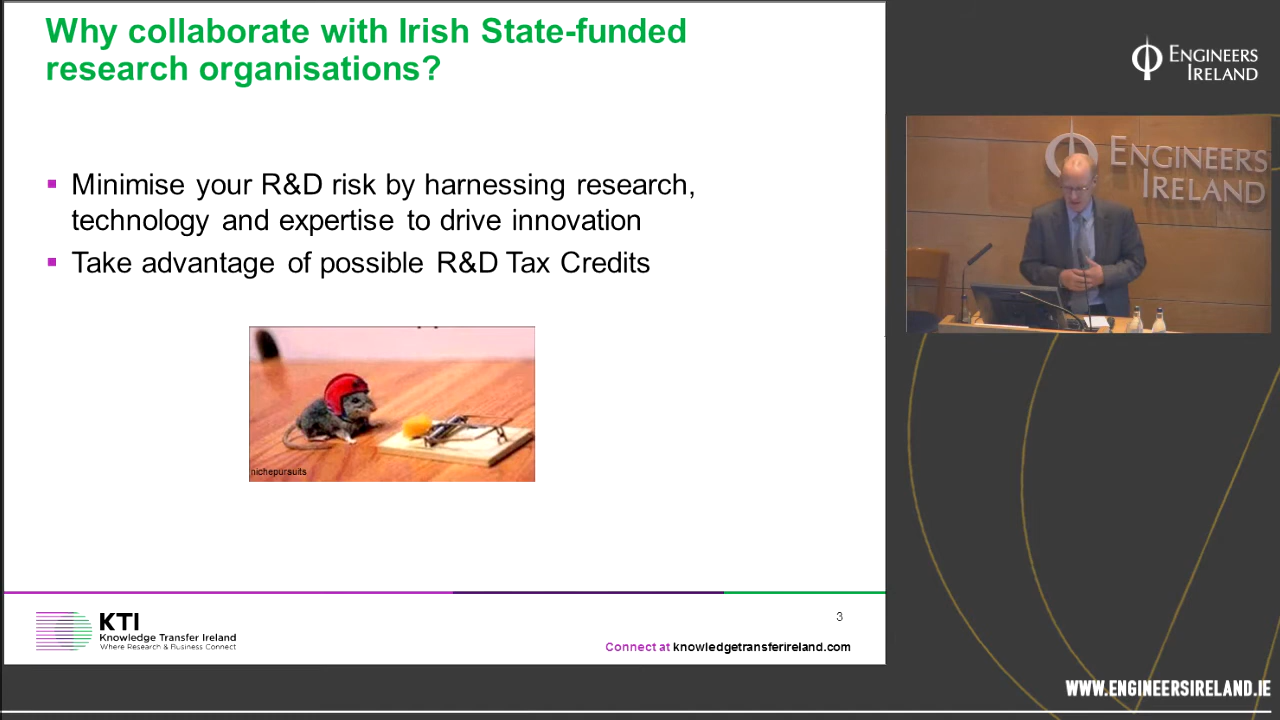 Why collaborate with Irish State-funded
research organisations?
Minimise your R&D risk by harnessing research,
technology and expertise to drive innovation
Take advantage of possible R&D Tax Credits
nichepursuits
KTI
Knowledge Transfer Ireland
Where Research & Business Connect
3
Connect at knowledgetransferireland.com
ENGINEERS
IRELAND
ENGINEERS
IRELAND
WWW.ENGINEERSIRELAND.IE